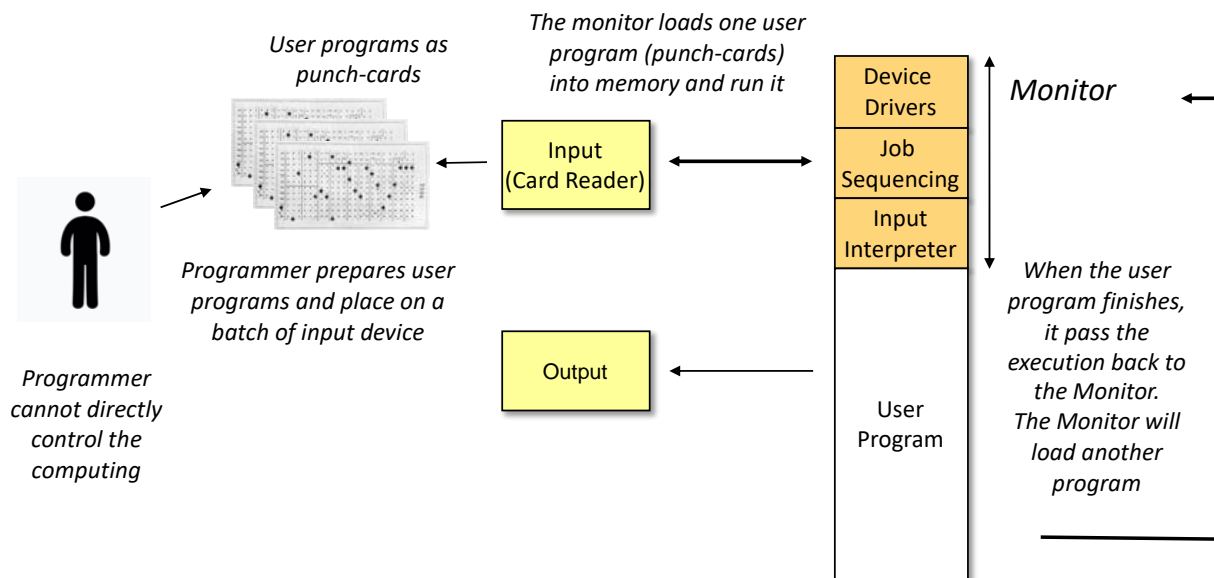 User programs as
punch-cards
The monitor loads one user
program (punch-cards)
into memory and run it
Device
Drivers
Job
Sequencing
Input
Interpreter
Monitor
Input
(Card Reader)
Programmer prepares user
programs and place on a
batch of input device
Programmer
cannot directly
control the
computing
Output
User
Program
When the user
program finishes,
it pass the
execution back to
the Monitor.
The Monitor will
load another
program